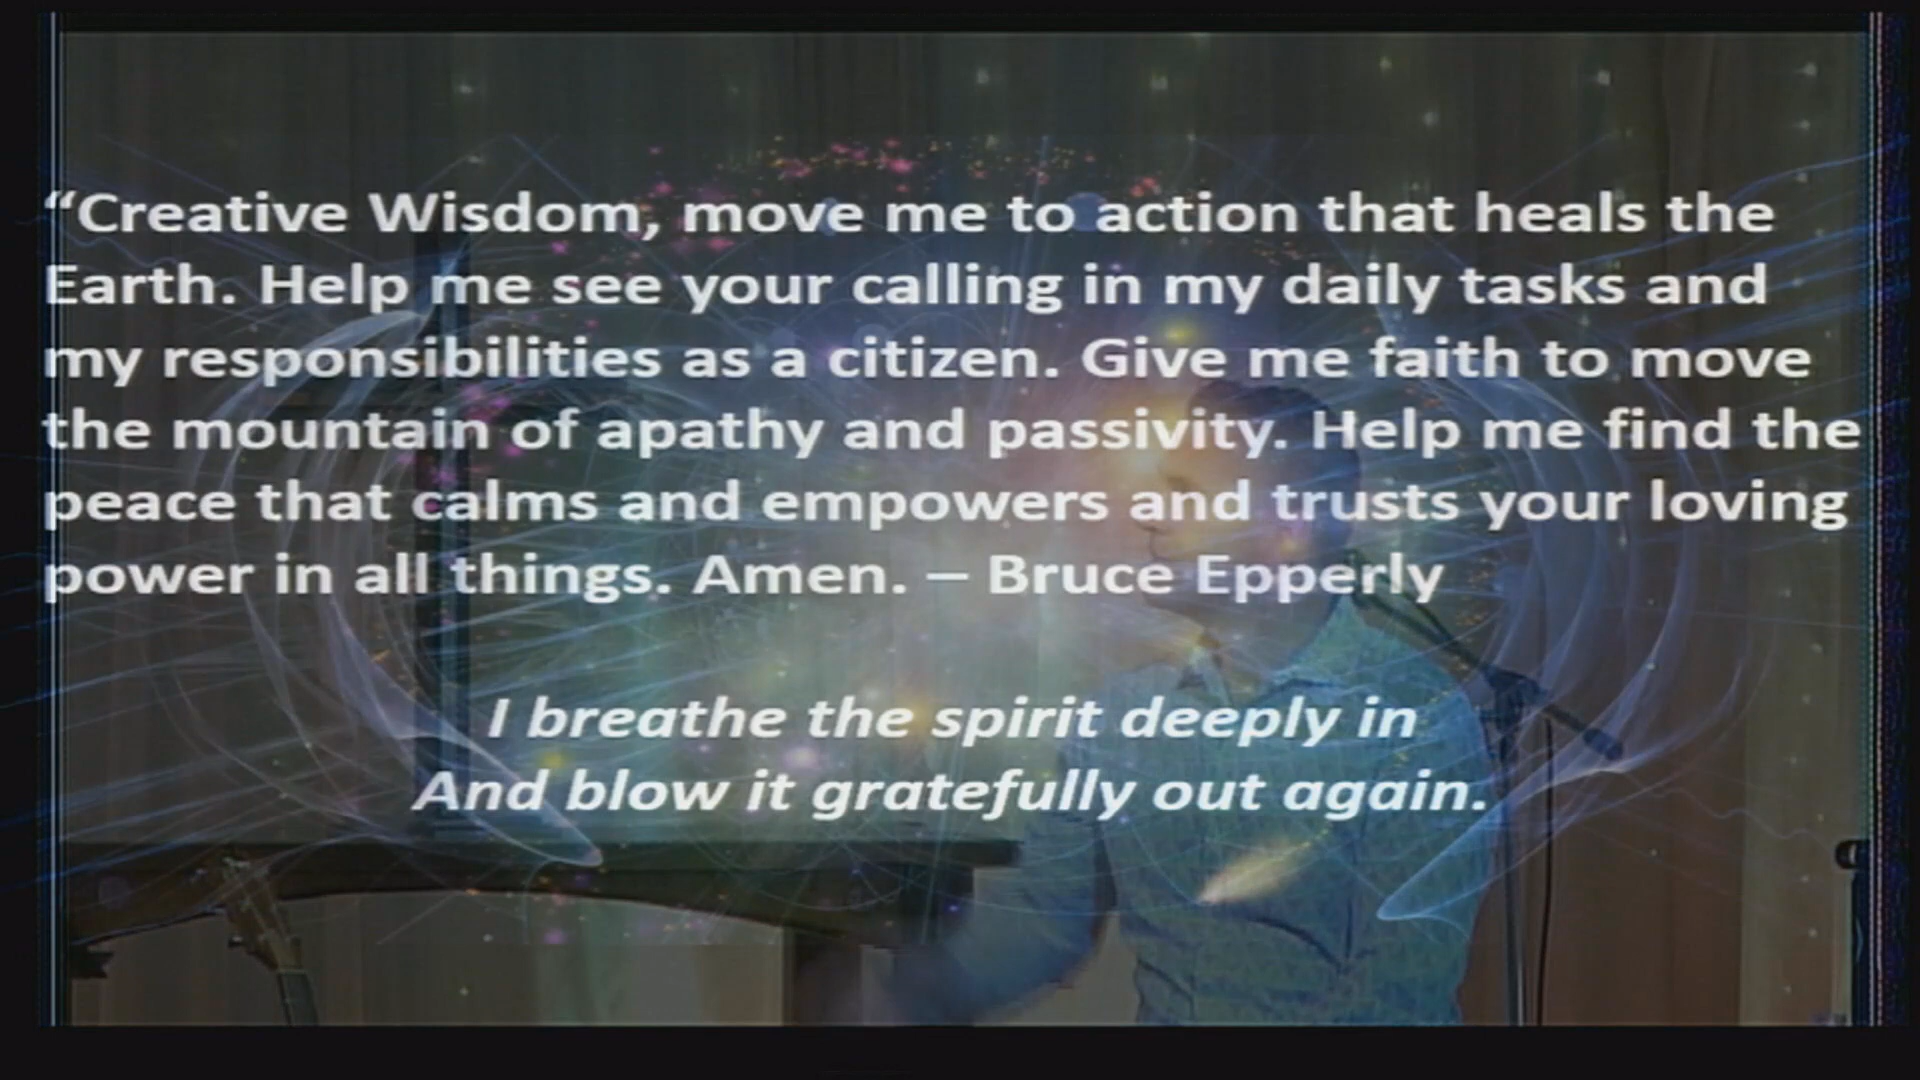 “Creative Wisdom, move me to action that heals the
Earth. Help me see your calling in my daily tasks and
my responsibilities as a citizen. Give me faith to move
the mountain of apathy and passivity. Help me find the
peace that calms and empowers and trusts your loving
power in all things. Amen. – Bruce Epperly
I breathe the spirit deeply in
And blow it gratefully out again.